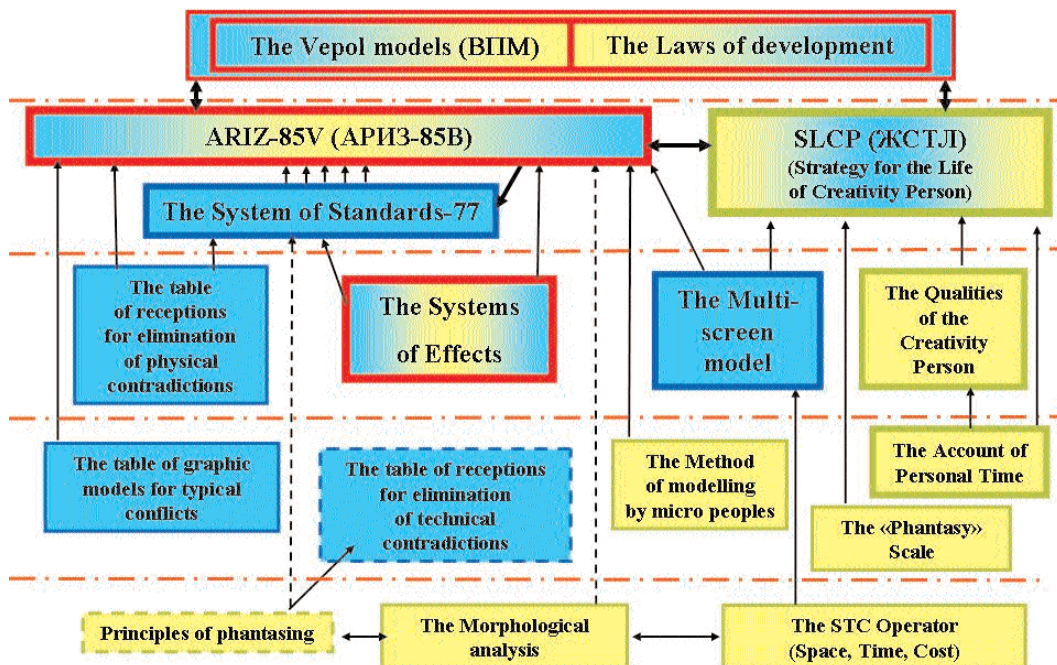 The Vepol models (ВПМ)
The Laws of development
ARIZ-85V (АРИЗ-85В)
SLCP (ЖСТЛ)
(Strategy for the Life
of Creativity Person)
The System of Standards-77
The table
of receptions
for elimination
of physical
contradictions
The Systems
of Effects
The Multi-
screen
model
The Qualities
of the
Creativity
Person
The table of graphic
models for typical
conflicts
The table of receptions
for elimination
of technical
contradictions
The Method
of modelling
by micro peoples
The Account of
Personal Time
The «Phantasy»
Scale
Principles of phantasing
The Morphological
analysis
The STC Operator
(Space, Time, Cost)